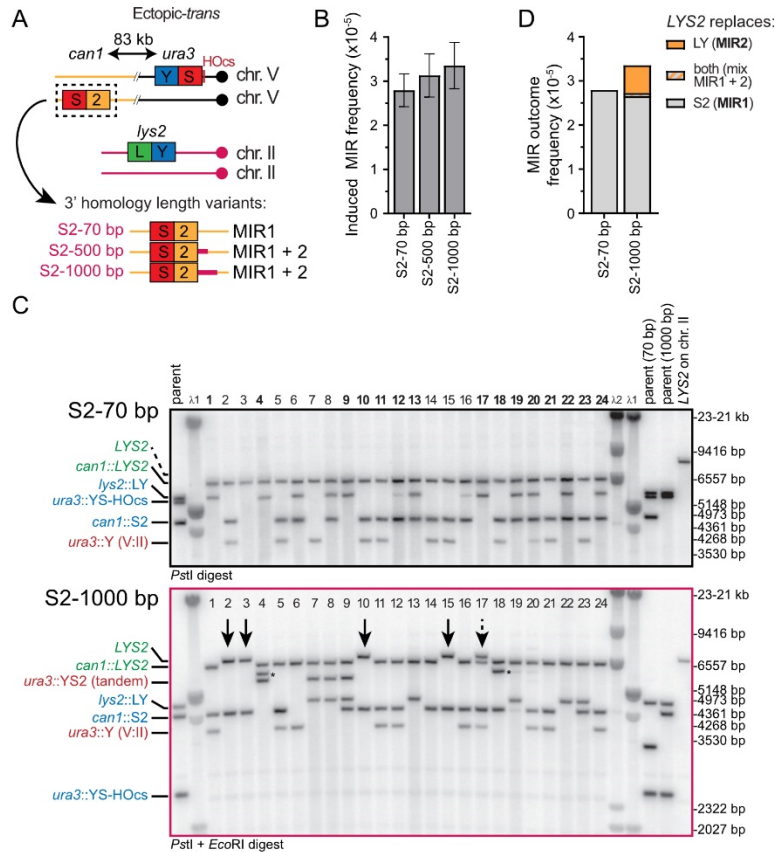 A
Ectopic-trans
can1
83 kb
ura3
HOcs
Y S
chr. V
S 2
chr. V
lys2
L Y
chr. II
chr. II
3' homology length variants:
S2-70 bp
S 2
MIR1
S2-500 bp
S 2
MIR1 + 2
S2-1000 bp
S 2
MIR1 + 2
B
Induced MIR frequency (x10-5)
4
3
2
1
0
S2-70 bp
S2-500 bp
S2-1000 bp
D
MIR outcome
frequency (x10-5)
4
3
2
1
0
S2-70 bp
S2-1000 bp
LYS2 replaces:
LY (MIR2)
both (mix
MIR1 + 2)
S2 (MIR1)
C
S2-70 bp
parent
λ1
1 2 3 4 5 6 7 8 9 10 11 12 13 14 15 16 17 18 19 20 21 22 23 24
λ2
λ1
parent (70 bp)
parent (1000 bp)
LYS2 on chr. II
LYS2
can1::LYS2
lys2::LY
ura3::YS-HOcs
can1::S2
ura3::Y (V:II)
-23-21 kb
-9416 bp
-6557 bp
-5148 bp
-4973 bp
-4361 bp
-4268 bp
-3530 bp
PstI digest
S2-1000 bp
1 2 3 4 5 6 7 8 9 10 11 12 13 14 15 16 17 18 19 20 21 22 23 24
LYS2
can1::LYS2
ura3::YS2 (tandem)
lys2::LY
can1::S2
ura3::Y (V:II)
ura3::YS-HOcs
*
*
-23-21 kb
-9416 bp
-6557 bp
-5148 bp
-4973 bp
-4361 bp
-4268 bp
-3530 bp
-2322 bp
-2027 bp
PstI + EcoRI digest